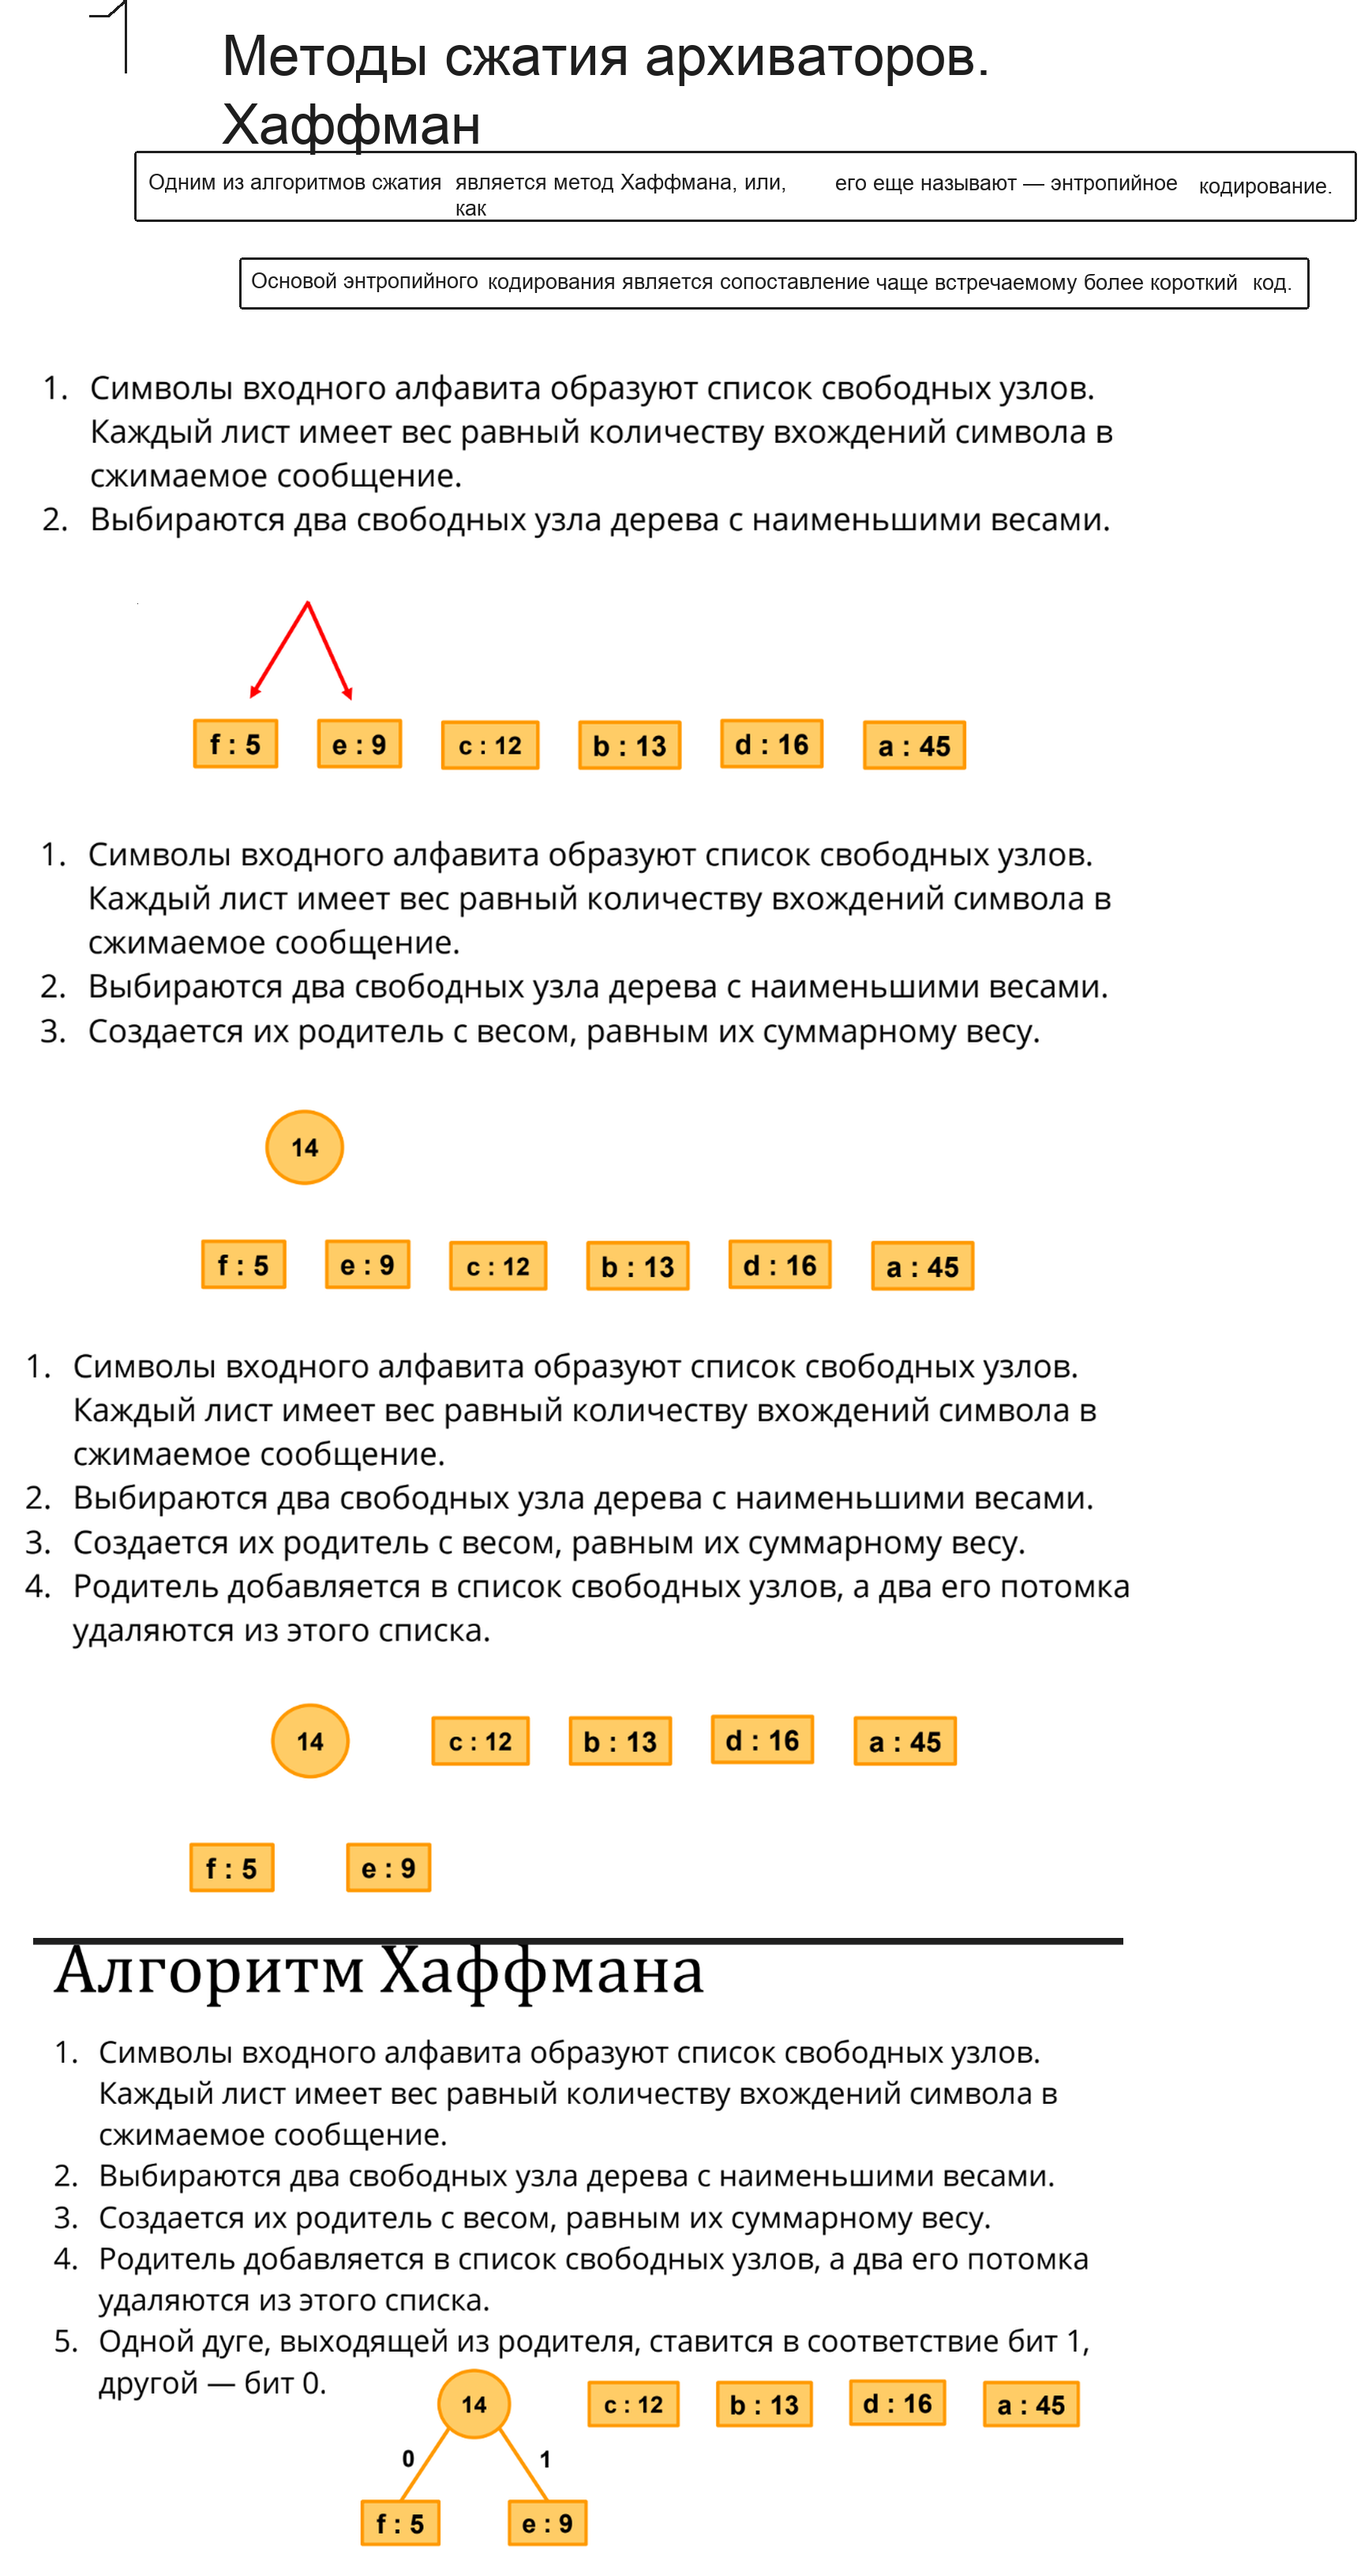 1
Методы сжатия архиваторов.
Хаффман
Одним из алгоритмов сжатия является метод Хаффмана, или, его еще называют — энтропийное кодирование.
как
Основой энтропийного кодирования является сопоставление чаще встречаемому более короткий код.
1. Символы входного алфавита образуют список свободных узлов.
Каждый лист имеет вес равный количеству вхождений символа в
сжимаемое сообщение.
2. Выбираются два свободных узла дерева с наименьшими весами.
f : 5 e : 9 c : 12 b : 13 d : 16 a : 45
1. Символы входного алфавита образуют список свободных узлов.
Каждый лист имеет вес равный количеству вхождений символа в
сжимаемое сообщение.
2. Выбираются два свободных узла дерева с наименьшими весами.
3. Создается их родитель с весом, равным их суммарному весу.
14
f : 5 e : 9 c : 12 b : 13 d : 16 a : 45
1. Символы входного алфавита образуют список свободных узлов.
Каждый лист имеет вес равный количеству вхождений символа в
сжимаемое сообщение.
2. Выбираются два свободных узла дерева с наименьшими весами.
3. Создается их родитель с весом, равным их суммарному весу.
4. Родитель добавляется в список свободных узлов, а два его потомка
удаляются из этого списка.
14 c : 12 b : 13 d : 16 a : 45
f : 5 e : 9
Алгоритм Хаффмана
1. Символы входного алфавита образуют список свободных узлов.
Каждый лист имеет вес равный количеству вхождений символа в
сжимаемое сообщение.
2. Выбираются два свободных узла дерева с наименьшими весами.
3. Создается их родитель с весом, равным их суммарному весу.
4. Родитель добавляется в список свободных узлов, а два его потомка
удаляются из этого списка.
5. Одной дуге, выходящей из родителя, ставится в соответствие бит 1,
другой — бит 0.
14 c : 12 b : 13 d : 16 a : 45
0 1
f : 5 e : 9